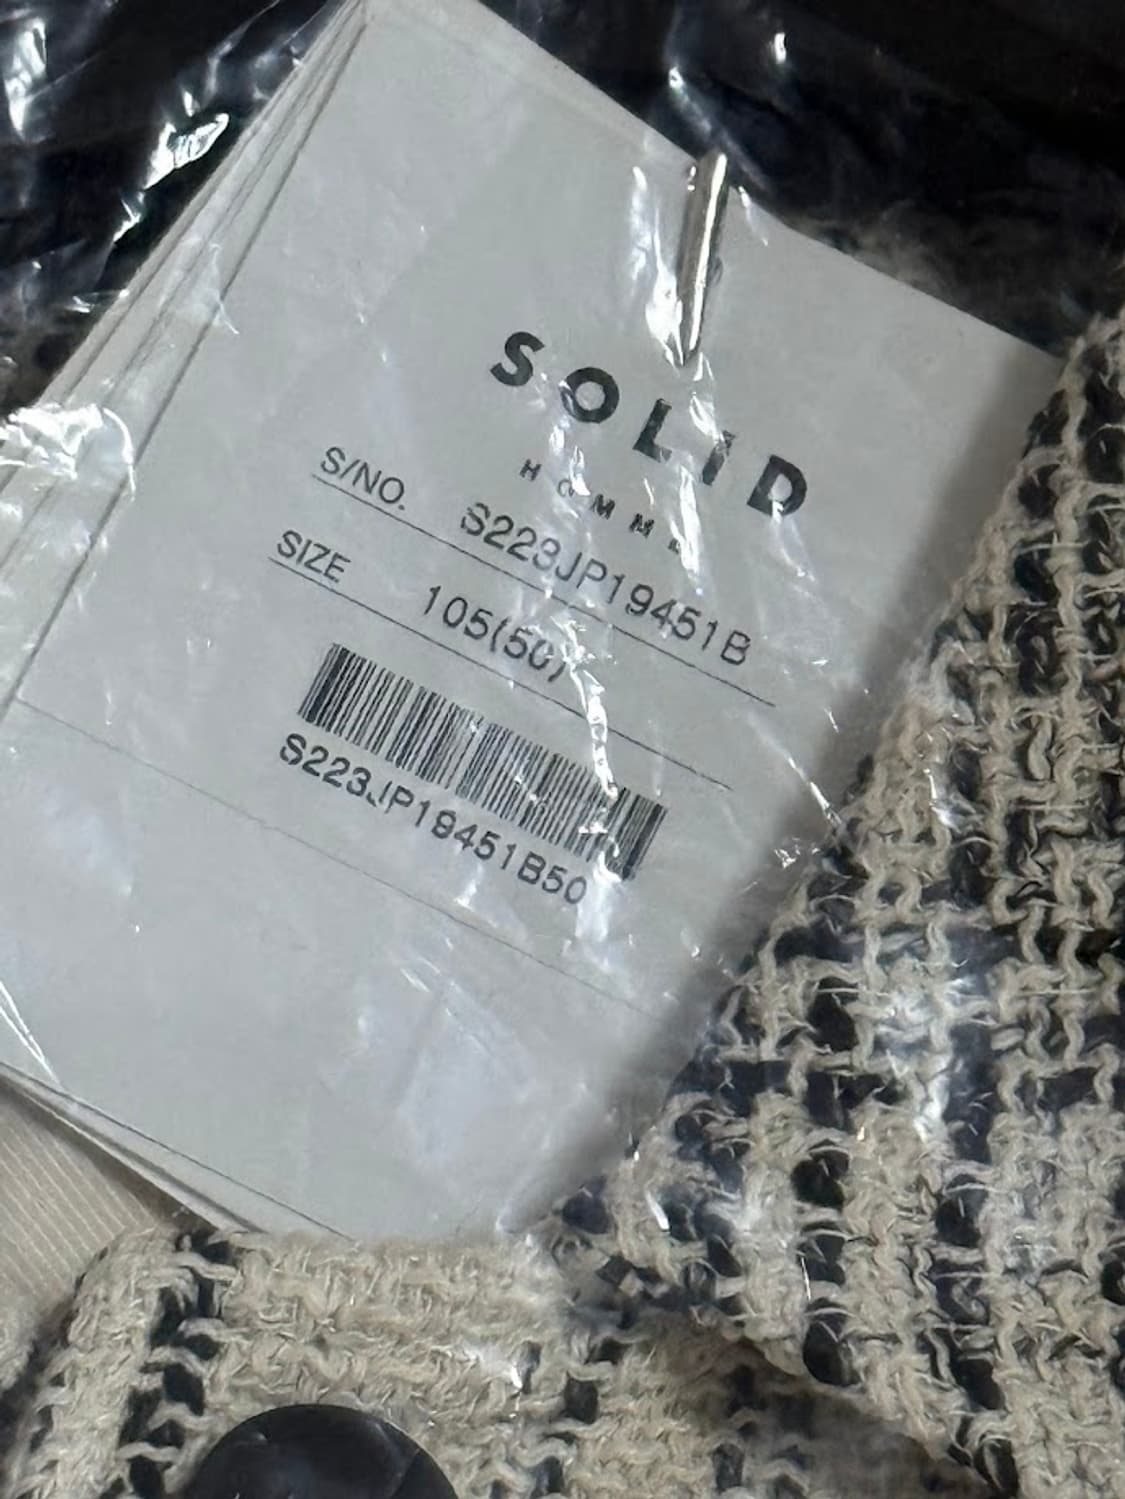 SOLID
HOMME
S/NO. S223JP19451B
SIZE 105(50)
S223JP19451B50